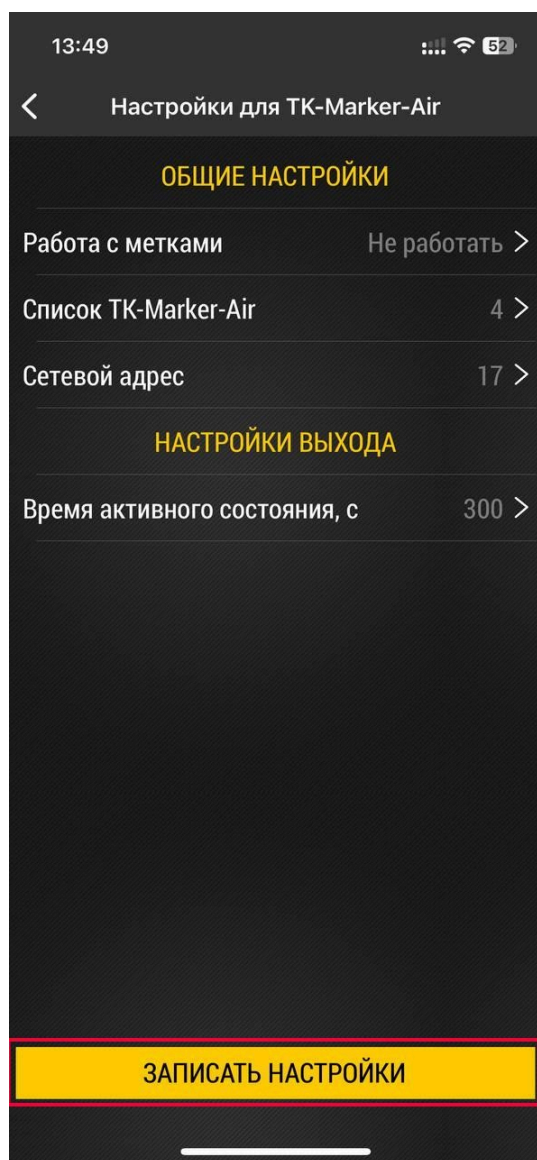 13:49
52
Настройки для TK-Marker-Air
ОБЩИЕ НАСТРОЙКИ
Работа с метками Не работать
Список TK-Marker-Air 4
Сетевой адрес 17
НАСТРОЙКИ ВЫХОДА
Время активного состояния, с 300
ЗАПИСАТЬ НАСТРОЙКИ